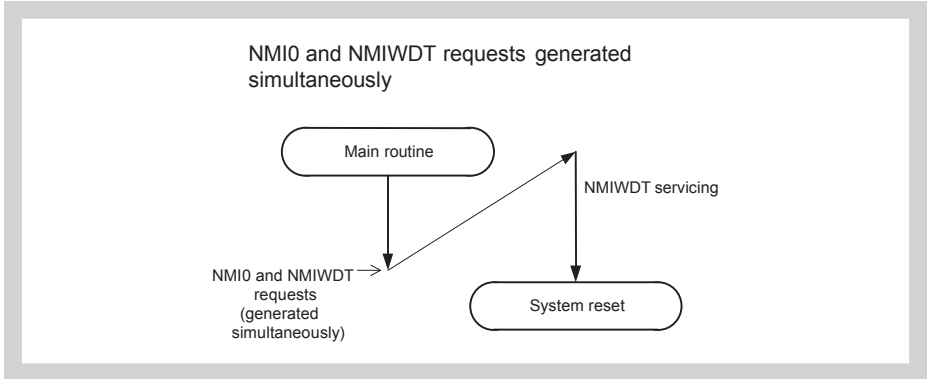 NMI0 and NMIWDT requests generated
simultaneously
Main routine
NMIWDT servicing
NMI0 and NMIWDT
requests
(generated
simultaneously)
System reset